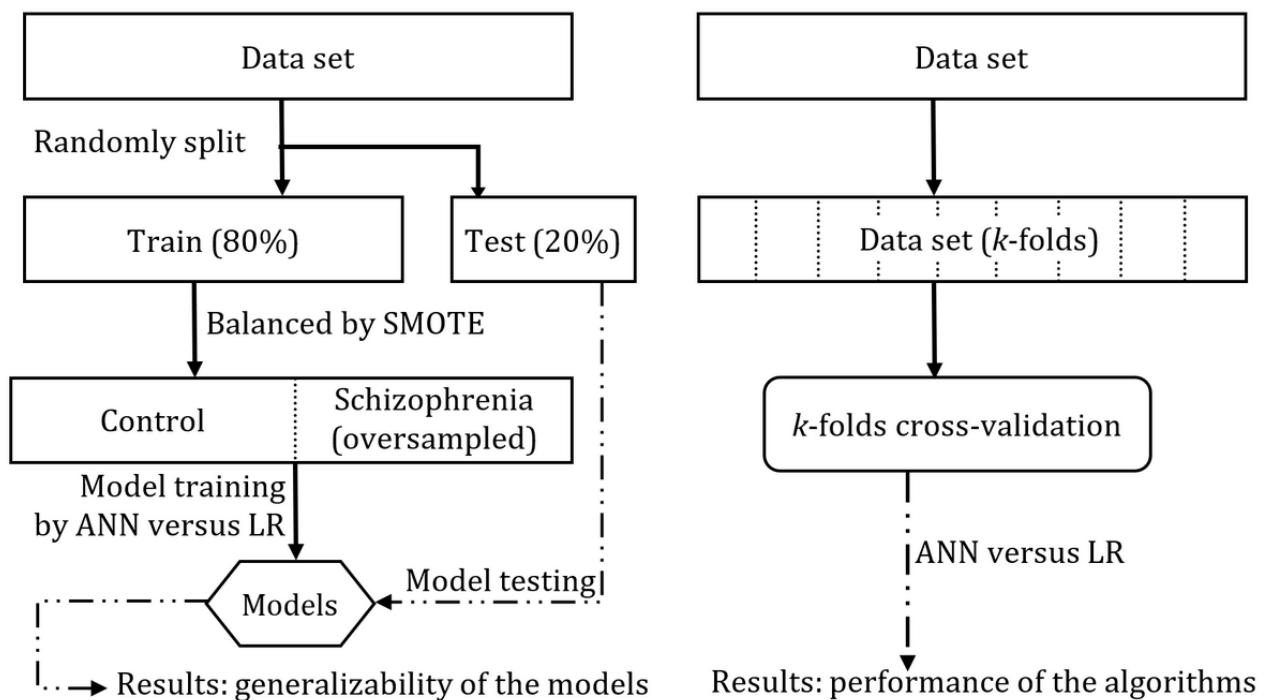 Data set
Randomly split
Train (80%)
Test (20%)
Balanced by SMOTE
Control
Schizophrenia
(oversampled)
Model training
by ANN versus LR
Model testing
Models
Results: generalizability of the models
Data set
Data set (k-folds)
k-folds cross-validation
ANN versus LR
Results: performance of the algorithms